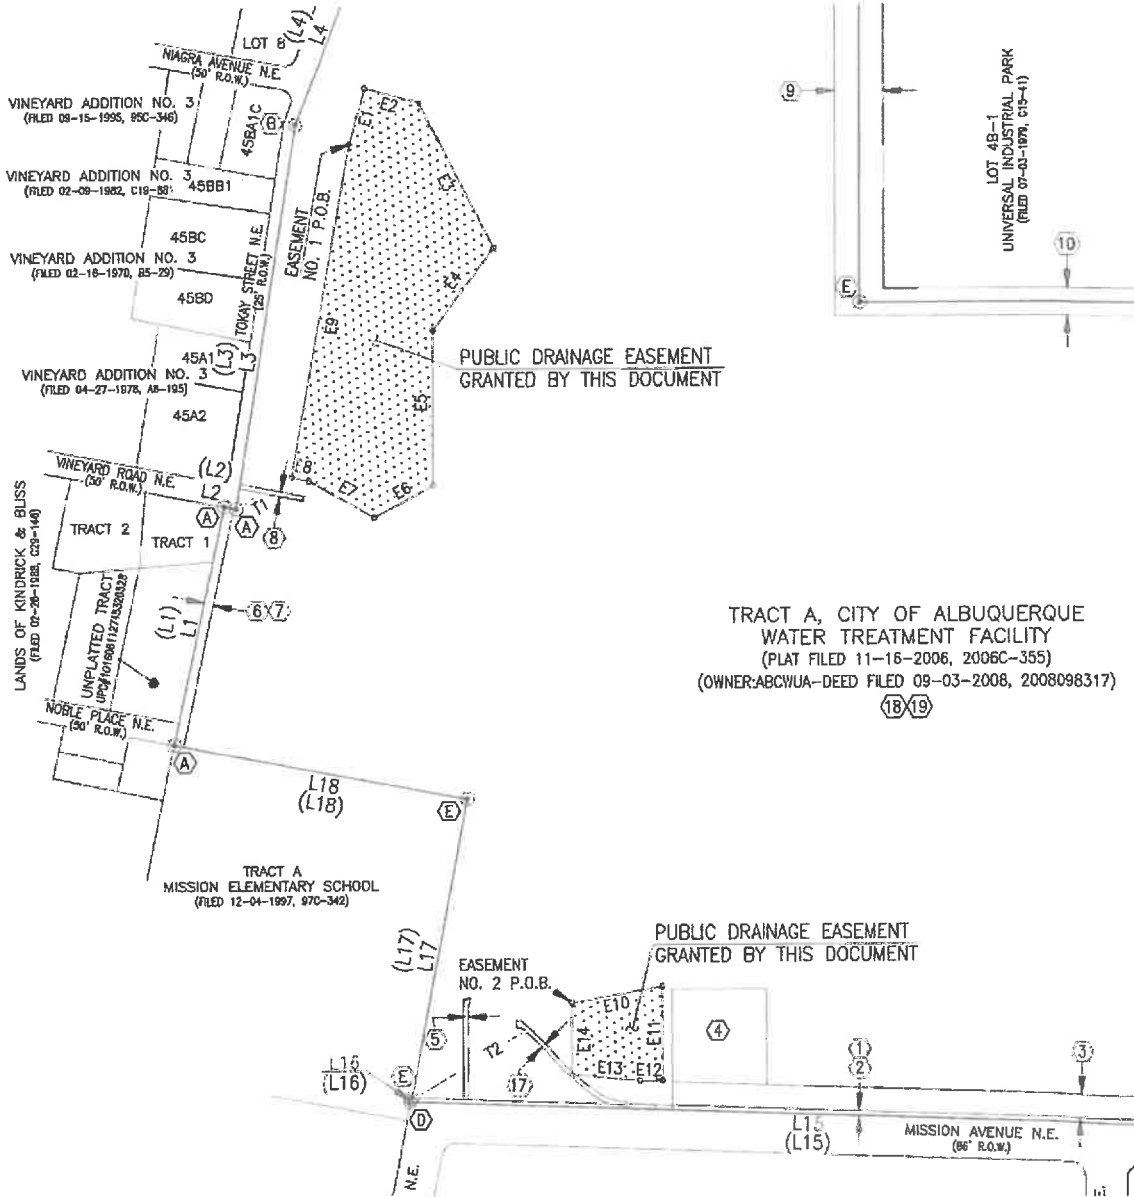 (L4)
L4
LOT 8
NIAGRA AVENUE N.E.
(50' R.O.W.)
VINEYARD ADDITION NO. 3
(FILED 09-15-1995, 95C-346)
45BA1C
B
E1
E2
9
LOT 4B-1
UNIVERSAL INDUSTRIAL PARK
(FILED 07-03-1979, C15-41)
VINEYARD ADDITION NO. 3
45BB1
EASEMENT
NO. 1 P.O.B.
E3
45BC
VINEYARD ADDITION NO. 3
(FILED 02-16-1970, B5-29)
TOKAY STREET N.E.
(25' R.O.W.)
E4
10
E
45BD
E9
45A1
(L3)
L3
PUBLIC DRAINAGE EASEMENT
GRANTED BY THIS DOCUMENT
VINEYARD ADDITION NO. 3
(FILED 04-27-1978, A8-195)
E5
45A2
VINEYARD ROAD N.E.
(50' R.O.W.)
(L2)
L2
E8
E7
E6
T1
A
A
8
TRACT 2
TRACT 1
LANDS OF KINDRICK & BLISS
UNPLATTED TRACT
(L1)
L1
6
7
TRACT A, CITY OF ALBUQUERQUE
WATER TREATMENT FACILITY
(PLAT FILED 11-16-2006, 2006C-355)
(OWNER:ABCWUA-DEED FILED 09-03-2008, 2008098317)
18
19
NOBLE PLACE N.E.
(50' R.O.W.)
A
L18
(L18)
E
TRACT A
MISSION ELEMENTARY SCHOOL
(FILED 12-04-1997, 97C-342)
(L17)
L17
PUBLIC DRAINAGE EASEMENT
GRANTED BY THIS DOCUMENT
EASEMENT
NO. 2 P.O.B.
E10
E11
E14
4
5
T2
E13
E12
17
1
2
3
L16
(L16)
E
D
L15
(L15)
MISSION AVENUE N.E.
(86' R.O.W.)
N.E.